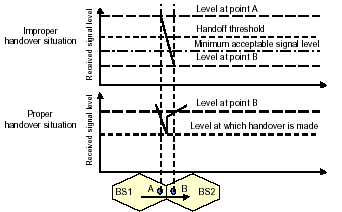 Improper
handover situation
Received signal level
Level at point A
Handoff threshold
Minimum acceptable signal level
Level at point B
Proper
handover situation
Received signal level
Level at point B
Level at which handover is made
BS1 A B BS2